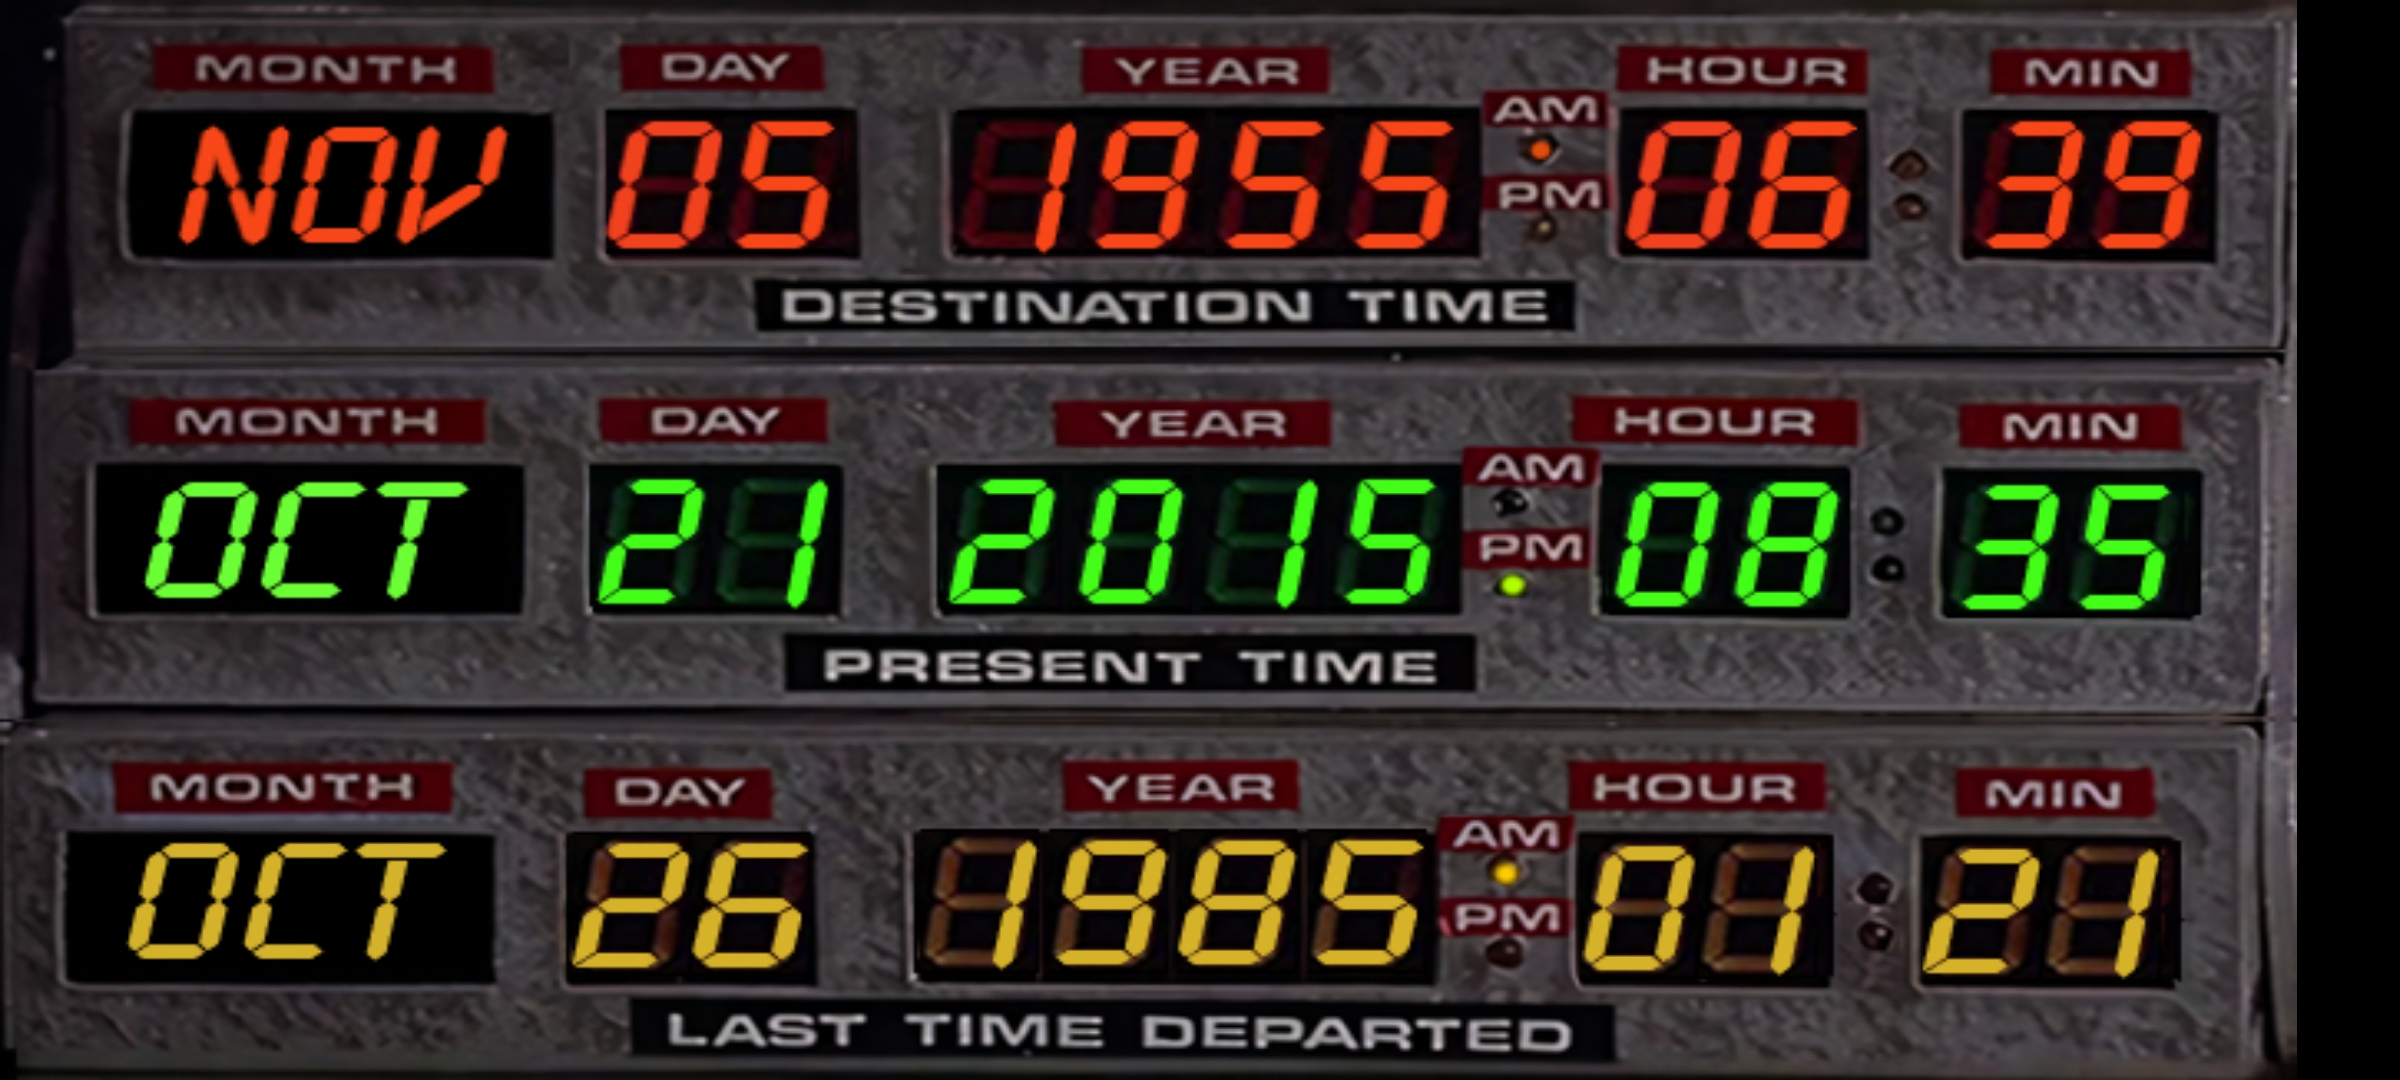 MONTH DAY YEAR HOUR MIN
AM
NOV 05 1955 06 39
PM
DESTINATION TIME
MONTH DAY YEAR HOUR MIN
AM
OCT 21 2015 08 35
PM
PRESENT TIME
MONTH DAY YEAR HOUR MIN
AM
OCT 26 1985 01 21
PM
LAST TIME DEPARTED